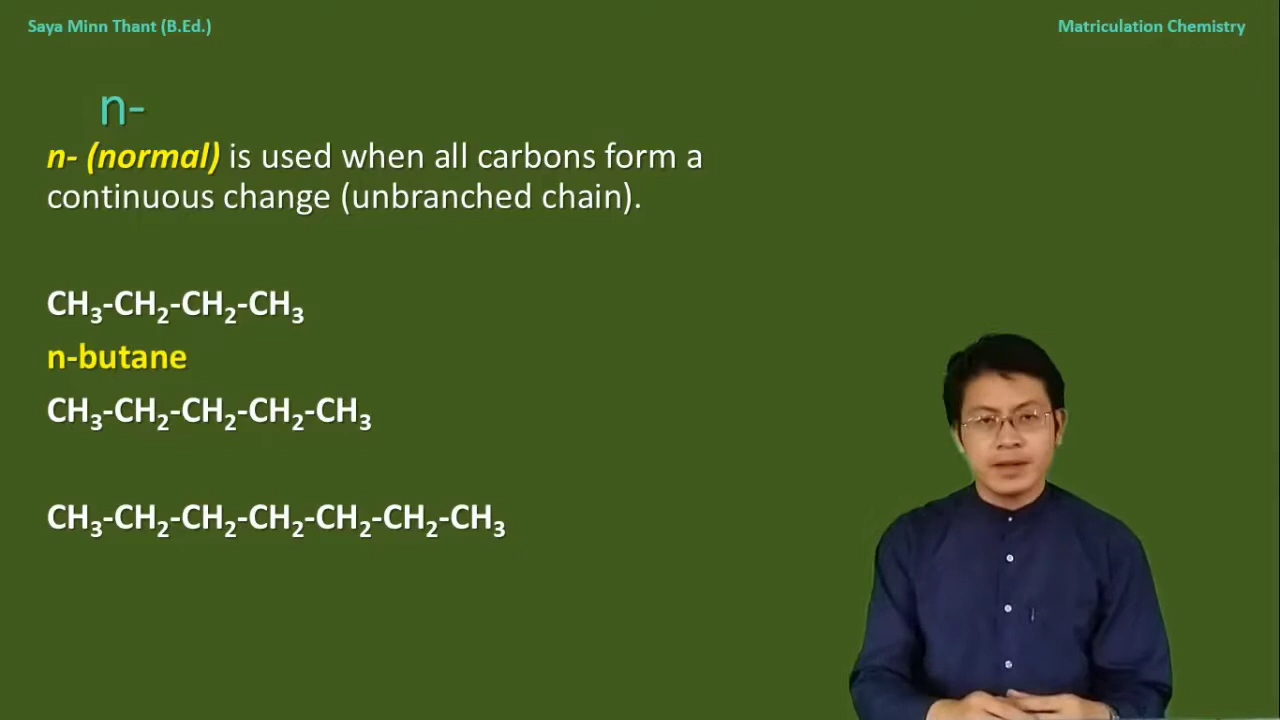 Saya Minn Thant (B.Ed.)
Matriculation Chemistry
n-
n- (normal) is used when all carbons form a
continuous change (unbranched chain).
CH₃-CH₂-CH₂-CH₃
n-butane
CH₃-CH₂-CH₂-CH₂-CH₃
CH₃-CH₂-CH₂-CH₂-CH₂-CH₂-CH₃